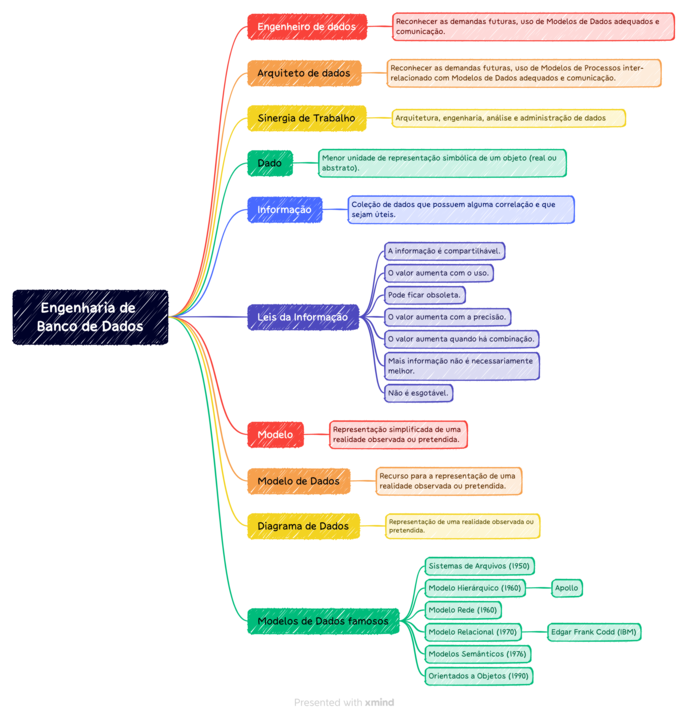 Engenheiro de dados
Reconhecer as demandas futuras, uso de Modelos de Dados adequados e
comunicação.
Arquiteto de dados
Reconhecer as demandas futuras, uso de Modelos de Processos inter-
relacionado com Modelos de Dados adequados e comunicação.
Sinergia de Trabalho
Arquitetura, engenharia, análise e administração de dados
Dado
Menor unidade de representação simbólica de um objeto (real ou
abstrato).
Informação
Coleção de dados que possuem alguma correlação e que
sejam úteis.
Engenharia de
Banco de Dados
Leis da Informação
A informação é compartilhável.
O valor aumenta com o uso.
Pode ficar obsoleta.
O valor aumenta com a precisão.
O valor aumenta quando há combinação.
Mais informação não é necessariamente
melhor.
Não é esgotável.
Modelo
Representação simplificada de uma
realidade observada ou pretendida.
Modelo de Dados
Recurso para a representação de uma
realidade observada ou pretendida.
Diagrama de Dados
Representação de uma realidade observada ou
pretendida.
Modelos de Dados famosos
Sistemas de Arquivos (1950)
Modelo Hierárquico (1960)
Apollo
Modelo Rede (1960)
Modelo Relacional (1970)
Edgar Frank Codd (IBM)
Modelos Semânticos (1976)
Orientados a Objetos (1990)
Presented with xmind